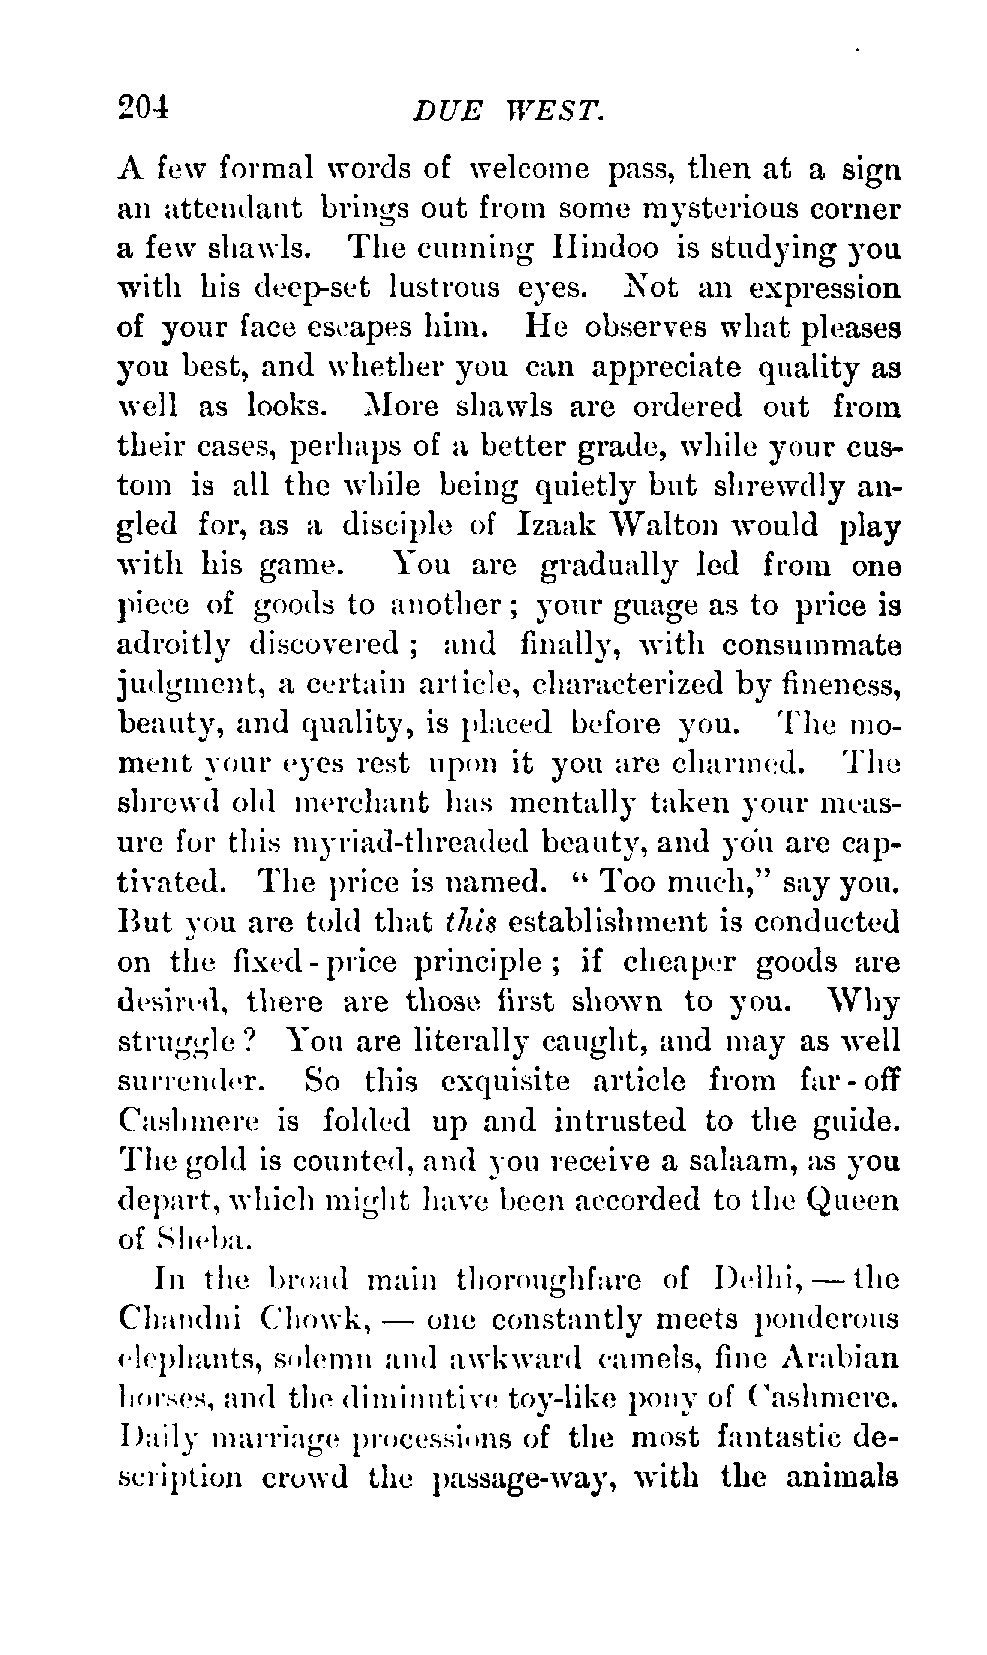 204 DUE WEST.
A few formal words of welcome pass, then at a sign
an attendant brings out from some mysterious corner
a few shawls. The cunning Hindoo is studying you
with his deep-set lustrous eyes. Not an expression
of your face escapes him. He observes what pleases
you best, and whether you can appreciate quality as
well as looks. More shawls are ordered out from
their cases, perhaps of a better grade, while your cus-
tom is all the while being quietly but shrewdly an-
gled for, as a disciple of Izaak Walton would play
with his game. You are gradually led from one
piece of goods to another; your guage as to price is
adroitly discovered; and finally, with consummate
judgment, a certain article, characterized by fineness,
beauty, and quality, is placed before you. The mo-
ment your eyes rest upon it you are charmed. The
shrewd old merchant has mentally taken your meas-
ure for this myriad-threaded beauty, and you are cap-
tivated. The price is named. “Too much,” say you.
But you are told that this establishment is conducted
on the fixed-price principle; if cheaper goods are
desired, there are those first shown to you. Why
struggle? You are literally caught, and may as well
surrender. So this exquisite article from far-off
Cashmere is folded up and intrusted to the guide.
The gold is counted, and you receive a salaam, as you
depart, which might have been accorded to the Queen
of Sheba.
In the broad main thoroughfare of Delhi,—the
Chandni Chowk,—one constantly meets ponderous
elephants, solemn and awkward camels, fine Arabian
horses, and the diminutive toy-like pony of Cashmere.
Daily marriage processions of the most fantastic de-
scription crowd the passage-way, with the animals